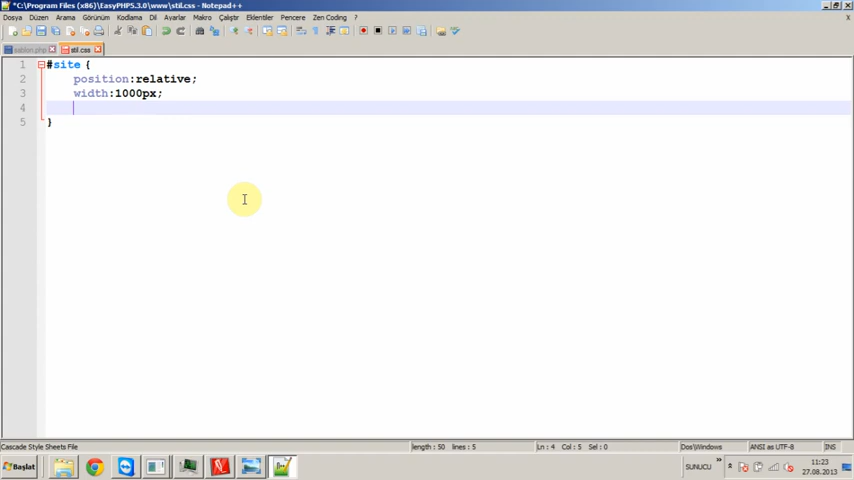 *C:\Program Files (x86)\EasyPHP5.3.0\www\stil.css - Notepad++
Dosya Düzen Arama Görünüm Kodlama Dil Ayarlar Makro Çalıştır Eklentiler Pencere Zen Coding ? X
sablon.php stil.css
1 #site {
2 position:relative;
3 width:1000px;
4
5 }
Cascade Style Sheets File length : 50 lines : 5 Ln : 4 Col : 5 Sel : 0 Dos\Windows ANSI as UTF-8 INS
Başlat SUNUCU » 11:23
27.08.2013